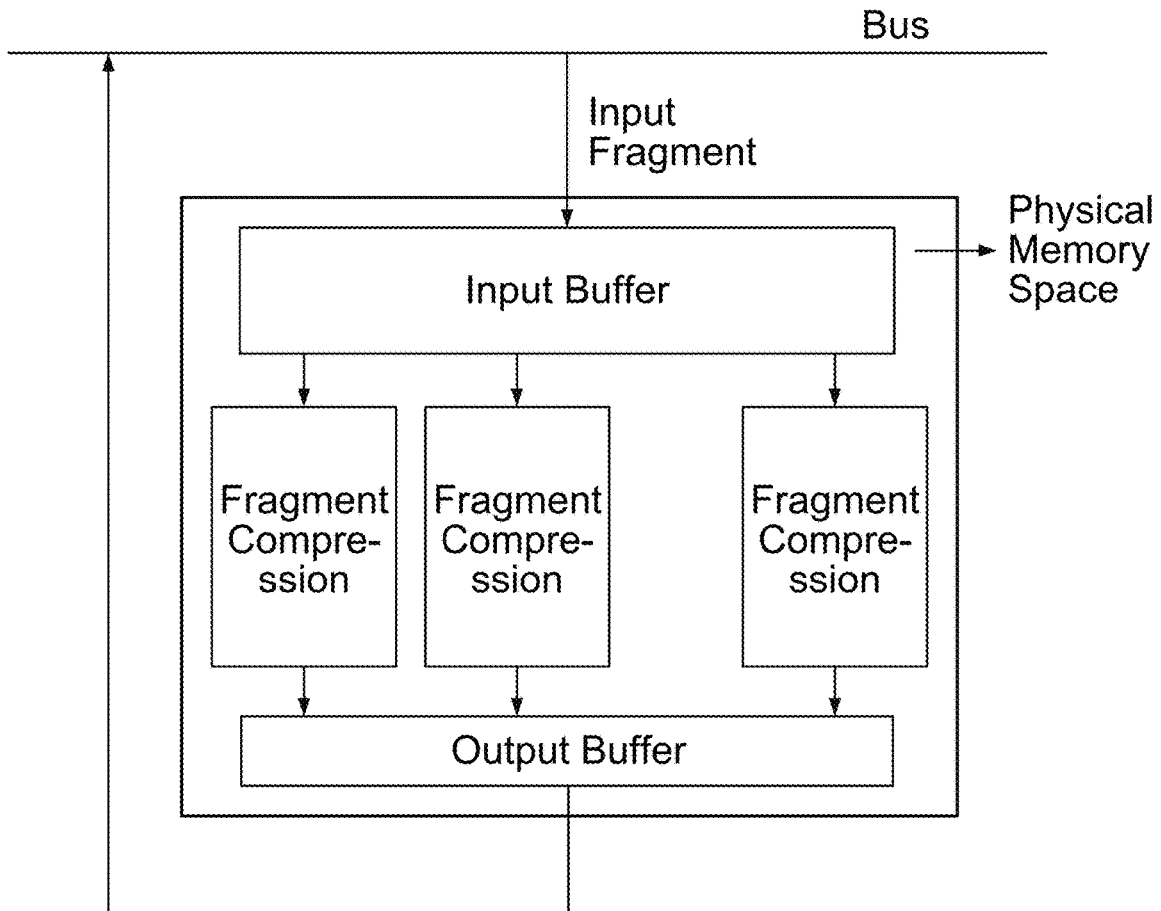 Bus
Input
Fragment
Physical
Memory
Space
Input Buffer
Fragment
Compre-
ssion
Fragment
Compre-
ssion
Fragment
Compre-
ssion
Output Buffer